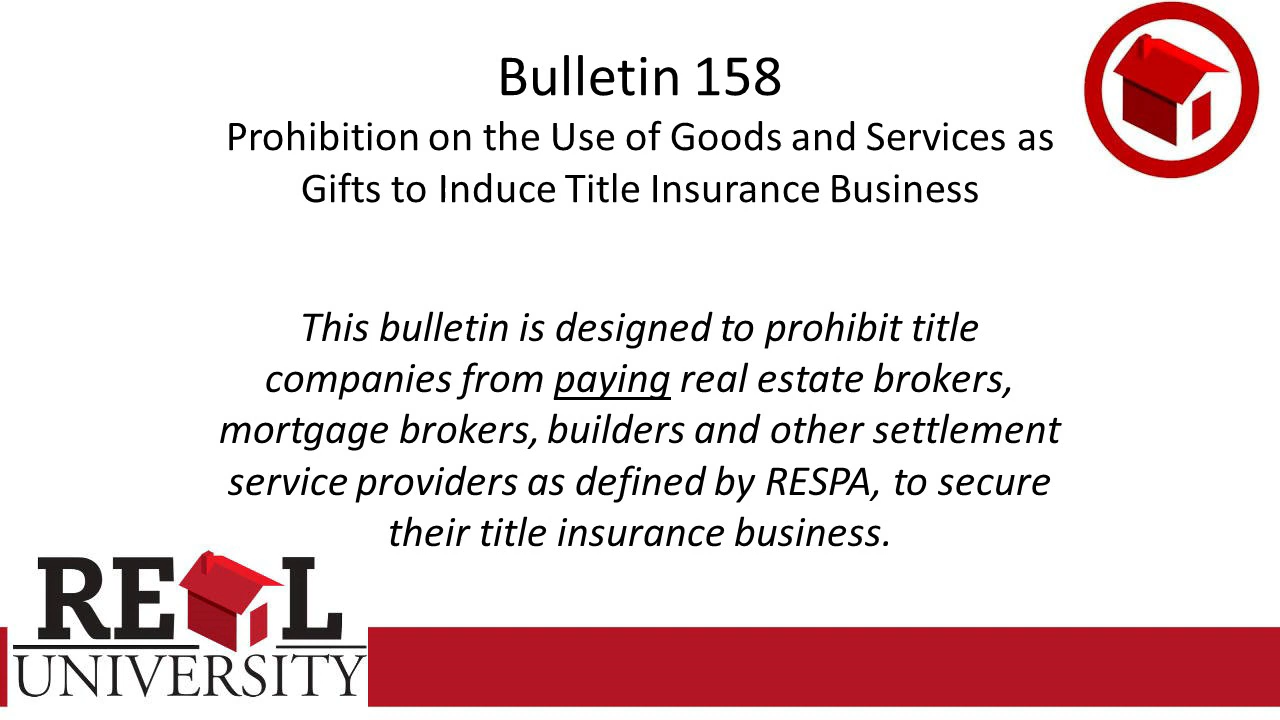 Bulletin 158
Prohibition on the Use of Goods and Services as
Gifts to Induce Title Insurance Business
This bulletin is designed to prohibit title
companies from paying real estate brokers,
mortgage brokers, builders and other settlement
service providers as defined by RESPA, to secure
their title insurance business.
REAL
UNIVERSITY